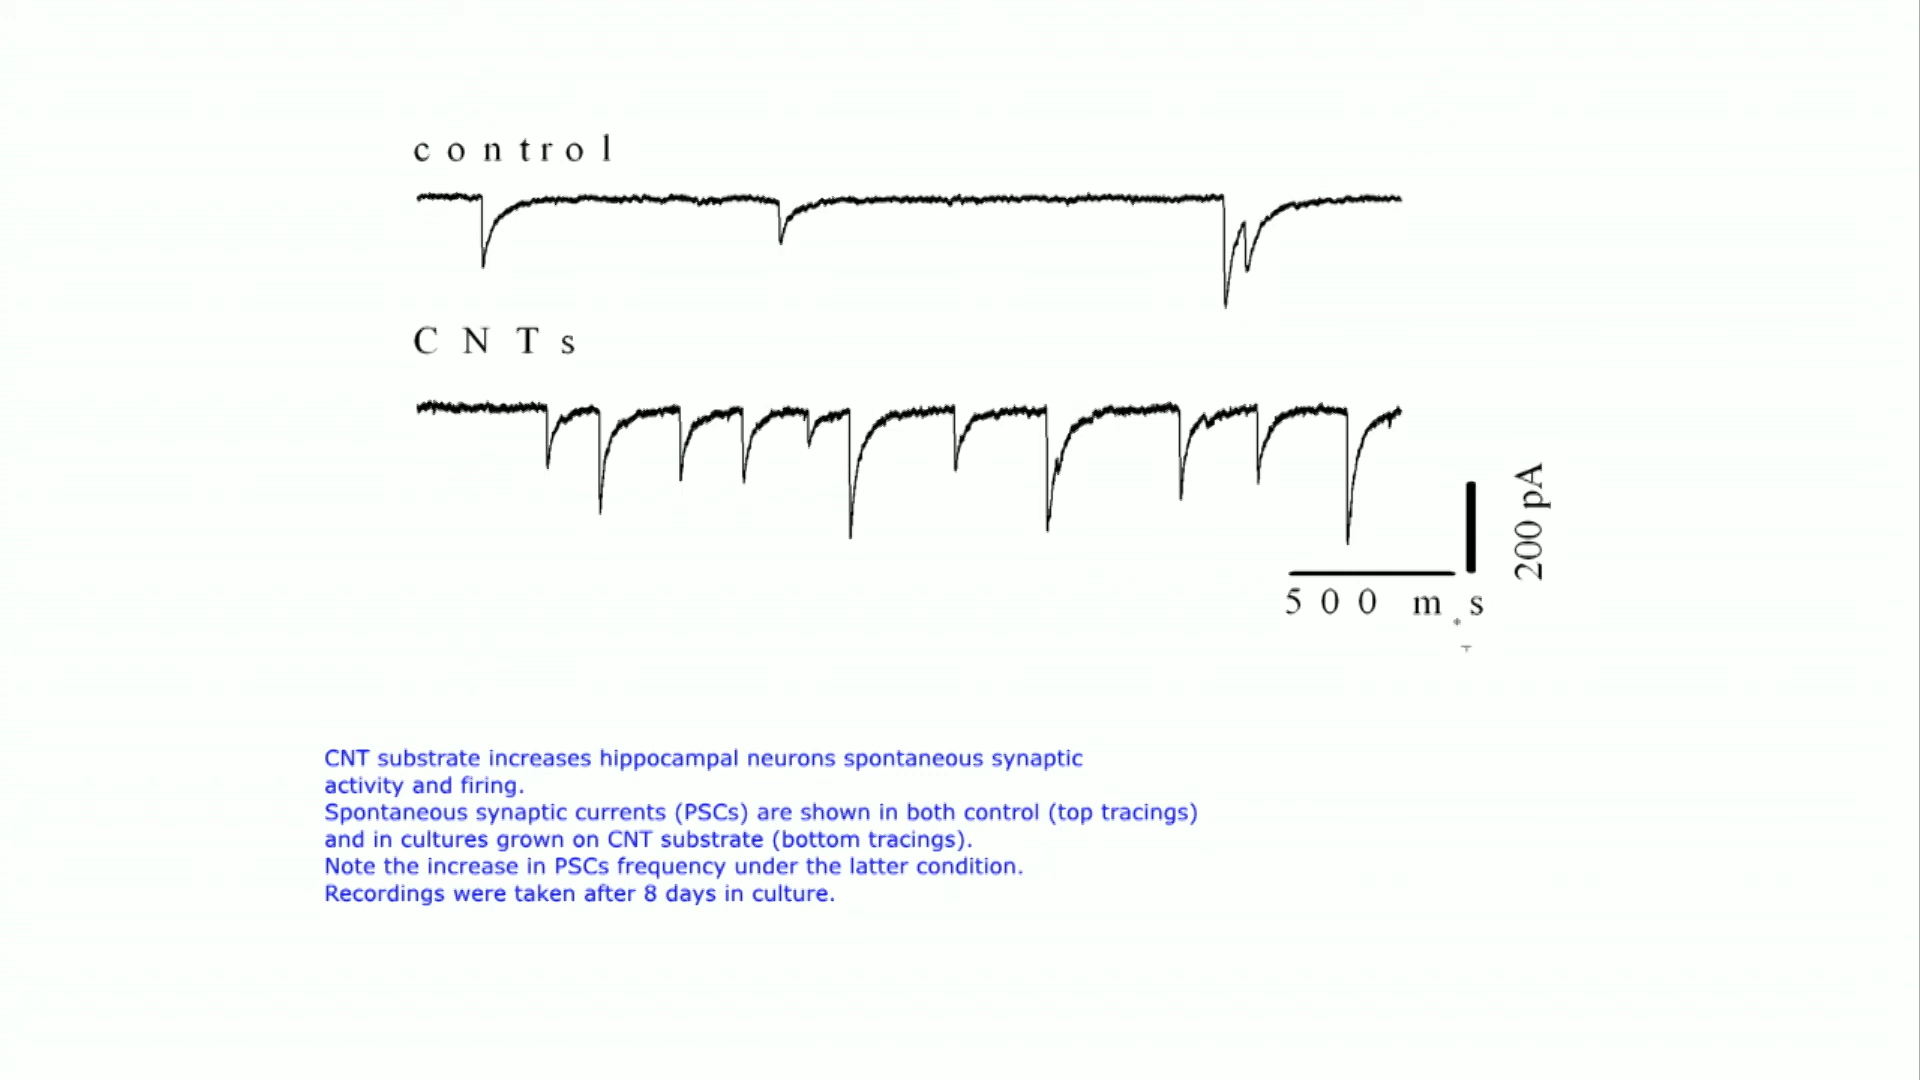 control
CNTs
200 pA
500 ms
CNT substrate increases hippocampal neurons spontaneous synaptic
activity and firing.
Spontaneous synaptic currents (PSCs) are shown in both control (top tracings)
and in cultures grown on CNT substrate (bottom tracings).
Note the increase in PSCs frequency under the latter condition.
Recordings were taken after 8 days in culture.